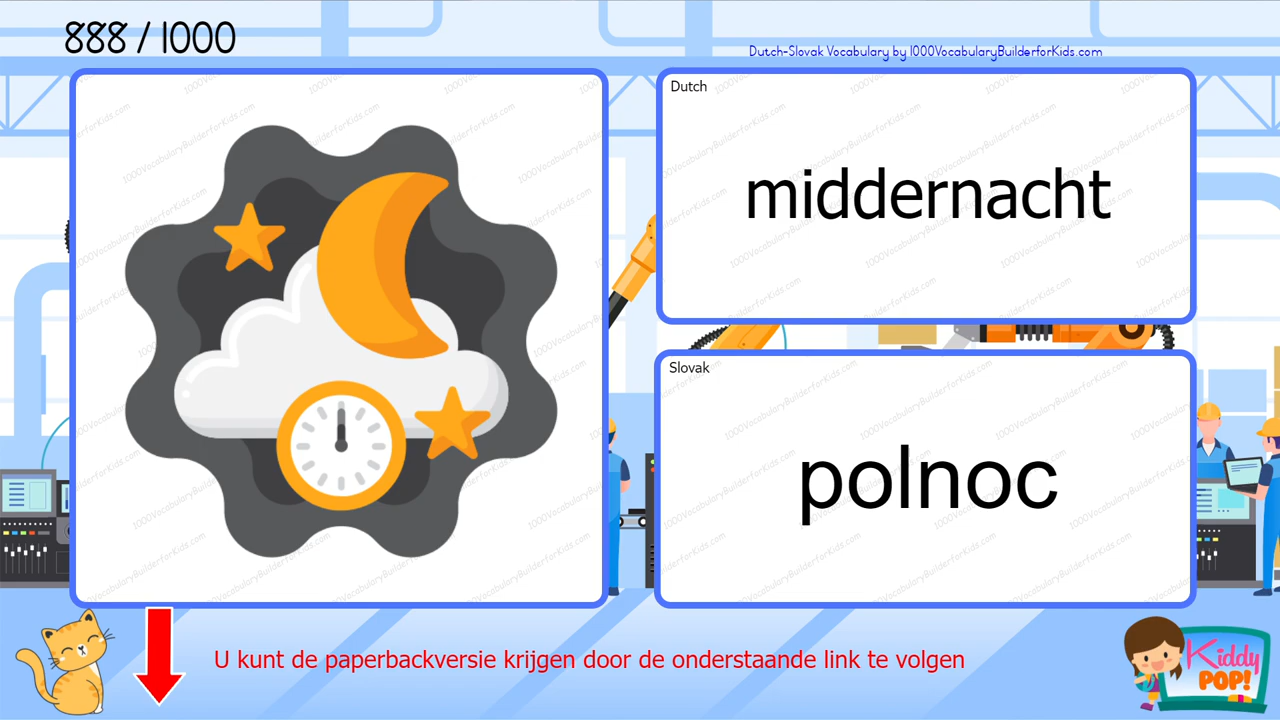 888 / 1000
Dutch-Slovak Vocabulary by 1000VocabularyBuilderforKids.com
Dutch
middernacht
Slovak
polnoc
U kunt de paperbackversie krijgen door de onderstaande link te volgen
Kiddy
POP!